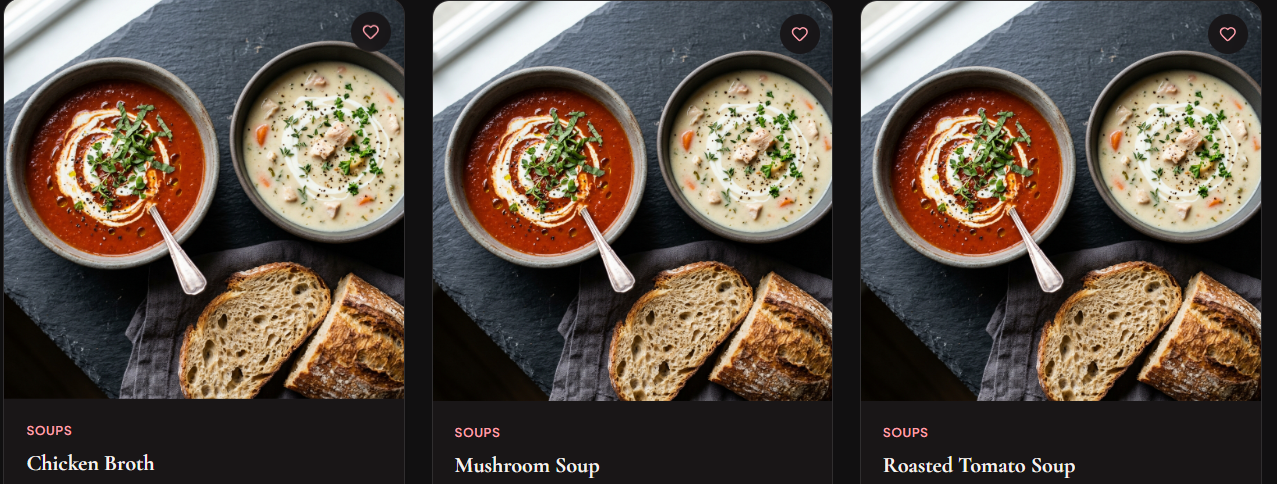 SOUPS
Chicken Broth
SOUPS
Mushroom Soup
SOUPS
Roasted Tomato Soup